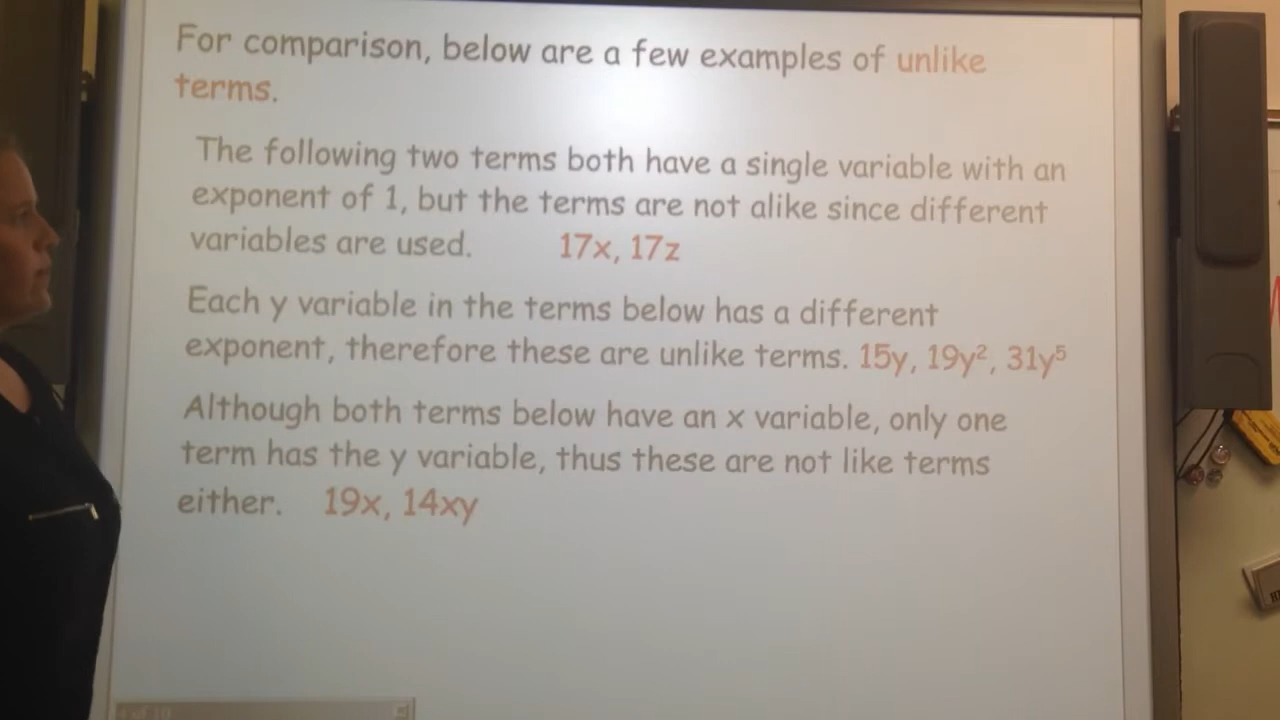 For comparison, below are a few examples of unlike
terms.
The following two terms both have a single variable with an
exponent of 1, but the terms are not alike since different
variables are used. 17x, 17z
Each y variable in the terms below has a different
exponent, therefore these are unlike terms. 15y, 19y², 31y⁵
Although both terms below have an x variable, only one
term has the y variable, thus these are not like terms
either. 19x, 14xy